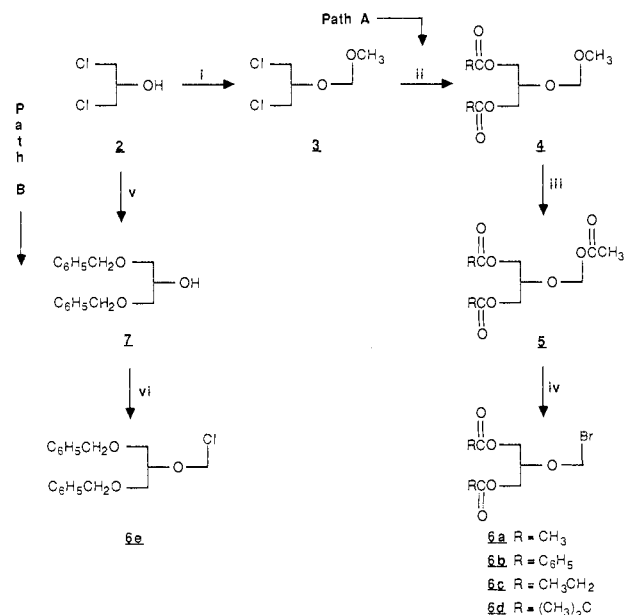 Path A
Path B
Cl
Cl
OH
2
i
Cl
Cl
O
OCH3
3
ii
O
RCO
RCO
O
O
OCH3
4
v
iii
C6H5CH2O
C6H5CH2O
OH
7
O
RCO
RCO
O
O
O
OCCH3
5
vi
iv
C6H5CH2O
C6H5CH2O
O
Cl
6e
O
RCO
RCO
O
O
Br
6a R = CH3
6b R = C6H5
6c R = CH3CH2
6d R = (CH3)3C